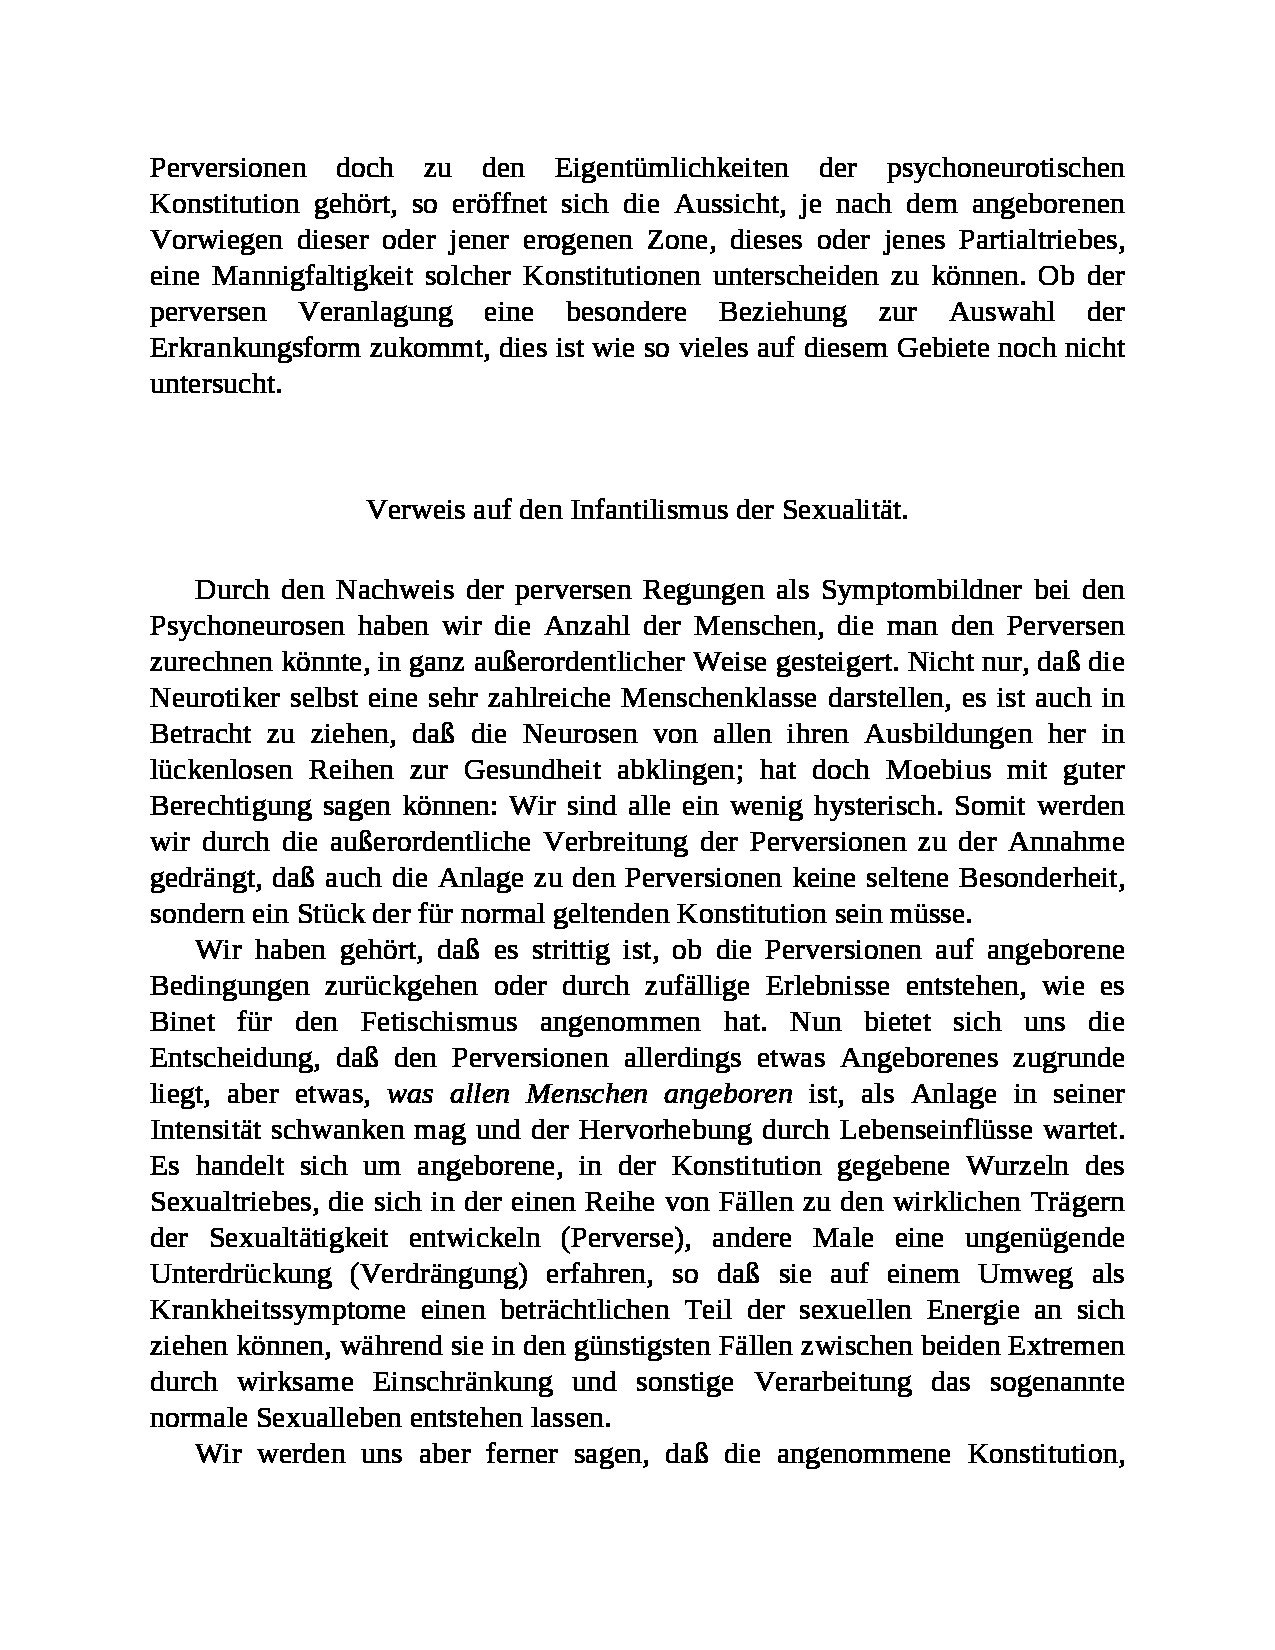 Perversionen doch zu den Eigentümlichkeiten der psychoneurotischen
Konstitution gehört, so eröffnet sich die Aussicht, je nach dem angeborenen
Vorwiegen dieser oder jener erogenen Zone, dieses oder jenes Partialtriebes,
eine Mannigfaltigkeit solcher Konstitutionen unterscheiden zu können. Ob der
perversen Veranlagung eine besondere Beziehung zur Auswahl der
Erkrankungsform zukommt, dies ist wie so vieles auf diesem Gebiete noch nicht
untersucht.
Verweis auf den Infantilismus der Sexualität.
Durch den Nachweis der perversen Regungen als Symptombildner bei den
Psychoneurosen haben wir die Anzahl der Menschen, die man den Perversen
zurechnen könnte, in ganz außerordentlicher Weise gesteigert. Nicht nur, daß die
Neurotiker selbst eine sehr zahlreiche Menschenklasse darstellen, es ist auch in
Betracht zu ziehen, daß die Neurosen von allen ihren Ausbildungen her in
lückenlosen Reihen zur Gesundheit abklingen; hat doch Moebius mit guter
Berechtigung sagen können: Wir sind alle ein wenig hysterisch. Somit werden
wir durch die außerordentliche Verbreitung der Perversionen zu der Annahme
gedrängt, daß auch die Anlage zu den Perversionen keine seltene Besonderheit,
sondern ein Stück der für normal geltenden Konstitution sein müsse.
Wir haben gehört, daß es strittig ist, ob die Perversionen auf angeborene
Bedingungen zurückgehen oder durch zufällige Erlebnisse entstehen, wie es
Binet für den Fetischismus angenommen hat. Nun bietet sich uns die
Entscheidung, daß den Perversionen allerdings etwas Angeborenes zugrunde
liegt, aber etwas, was allen Menschen angeboren ist, als Anlage in seiner
Intensität schwanken mag und der Hervorhebung durch Lebenseinflüsse wartet.
Es handelt sich um angeborene, in der Konstitution gegebene Wurzeln des
Sexualtriebes, die sich in der einen Reihe von Fällen zu den wirklichen Trägern
der Sexualtätigkeit entwickeln (Perverse), andere Male eine ungenügende
Unterdrückung (Verdrängung) erfahren, so daß sie auf einem Umweg als
Krankheitssymptome einen beträchtlichen Teil der sexuellen Energie an sich
ziehen können, während sie in den günstigsten Fällen zwischen beiden Extremen
durch wirksame Einschränkung und sonstige Verarbeitung das sogenannte
normale Sexualleben entstehen lassen.
Wir werden uns aber ferner sagen, daß die angenommene Konstitution,